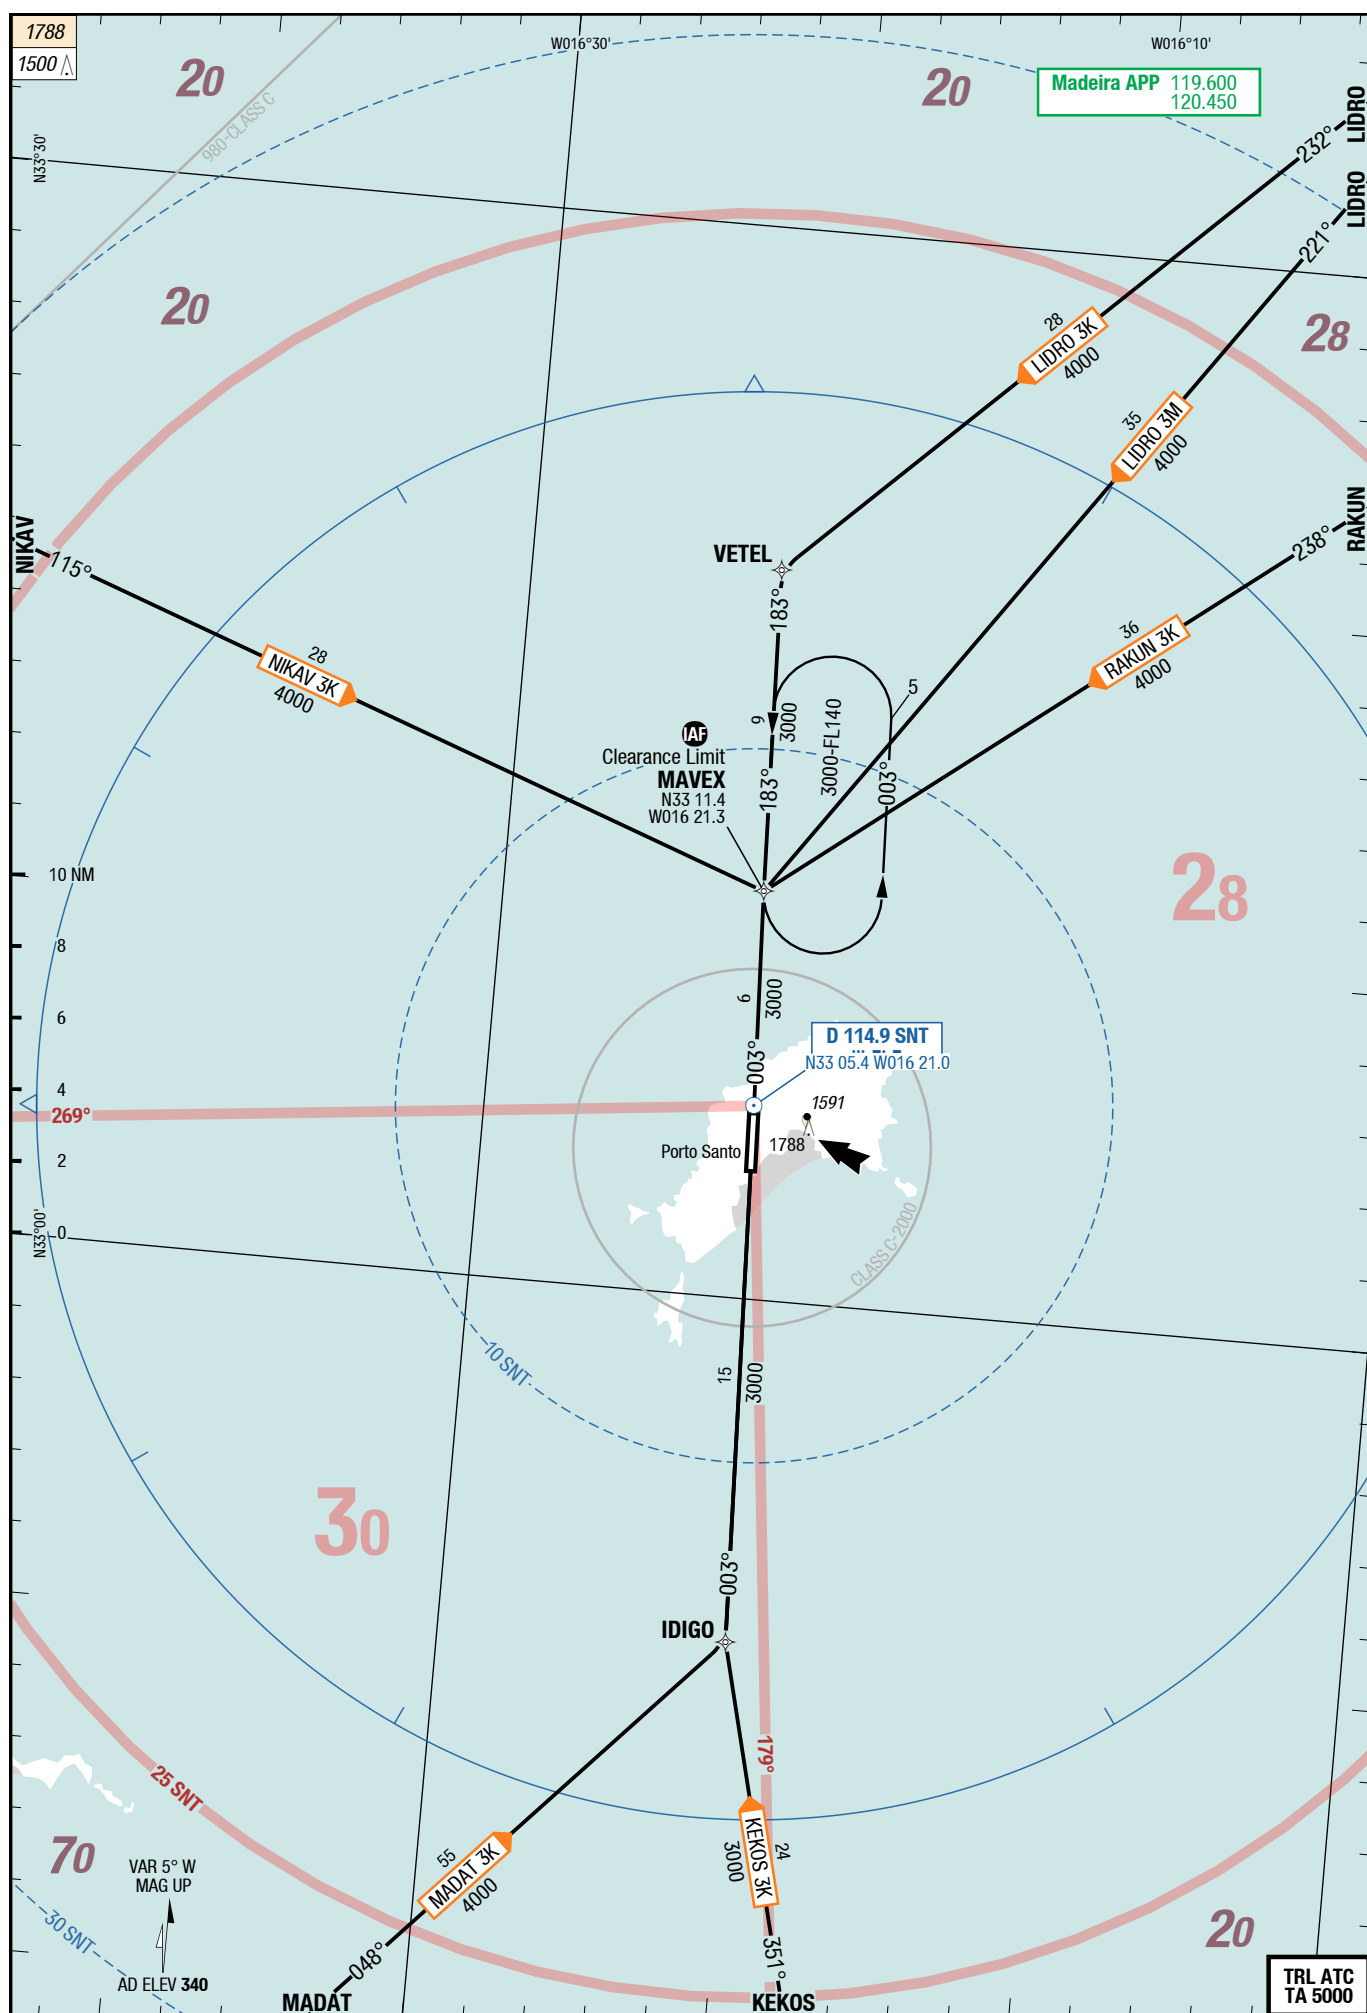 1788
1500
20
980-CLASS C
W016°30'
20
Madeira APP 119.600
120.450
W016°10'
LIDRO
232°
LIDRO
221°
N33°30'
20
28
28
LIDRO 3K
4000
35
LIDRO 3M
4000
NIKAV
115°
RAKUN
238°
VETEL
183°
28
NIKAV 3K
4000
36
RAKUN 3K
4000
5
9
3000
3000-FL140
IAF
Clearance Limit
MAVEX
N33 11.4
W016 21.3
183°
003°
10 NM
8
6
4
2
0
28
6
3000
D 114.9 SNT
N33 05.4 W016 21.0
003°
269°
1591
1788
Porto Santo
N33°00'
CLASS C-2000
10 SNT
15
3000
30
003°
IDIGO
179°
25 SNT
70
VAR 5° W
MAG UP
55
MADAT 3K
4000
24
KEKOS 3K
3000
30 SNT
AD ELEV 340
048°
351°
20
MADAT
KEKOS
TRL ATC
TA 5000